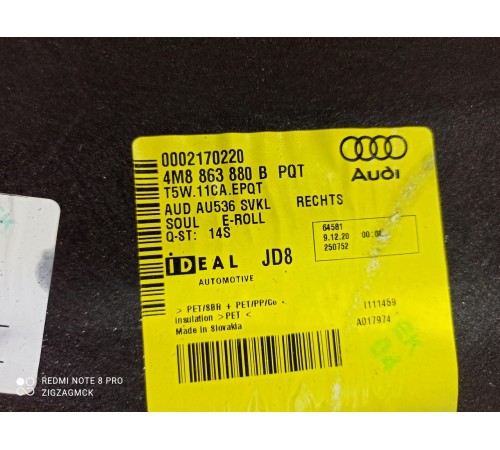 0002170220
4M8 863 880 B PQT
T5W.11CA.EPQT
AUD AU536 SVKL RECHTS
SOUL E-ROLL
Q-ST: 14S
Audi
64581
9.12.20 00:00
250752
IDEAL JD8
AUTOMOTIVE
> PET/SBR + PET/PP/Co -
insulation >PET <
Made in Slovakia
I111459
A017974
REDMI NOTE 8 PRO
ZIGZAGMCK